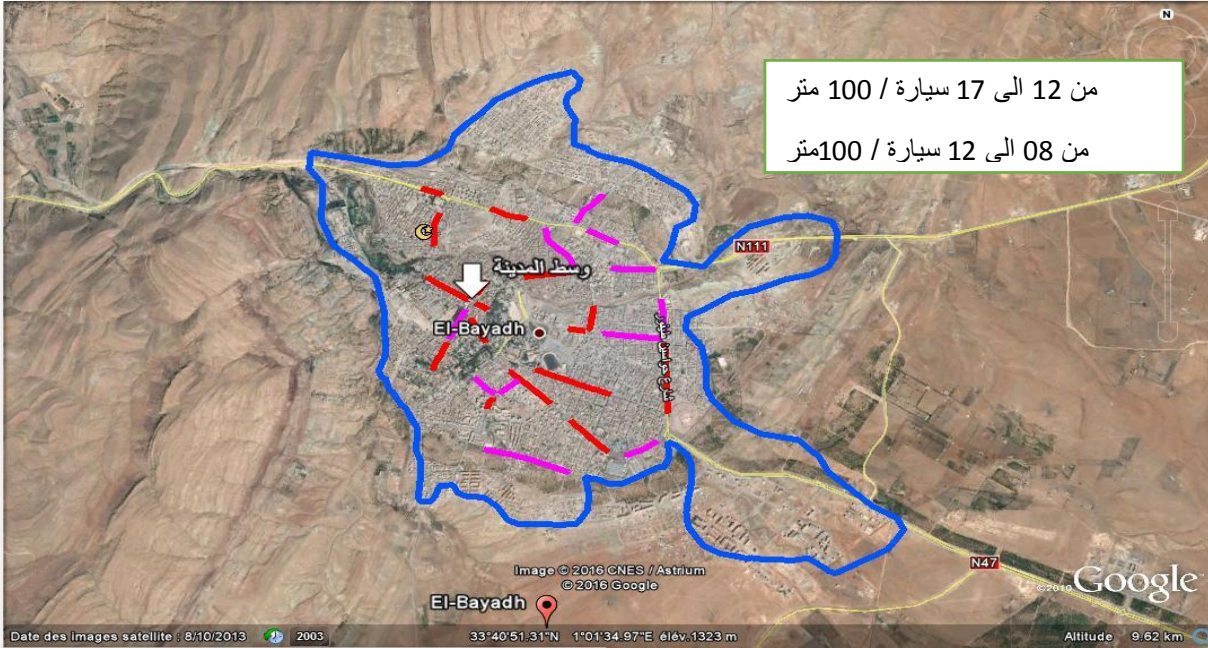 N
من 12 الى 17 سيارة / 100 متر
من 08 الى 12 سيارة / 100متر
N111
وسط المدينة
El-Bayadh
شارع
N47
Image © 2016 CNES / Astrium
© 2016 Google
©2010 Google
El-Bayadh
Date des images satellite : 8/10/2013 2003 33°40'51.31"N 1°01'34.97"E élév. 1323 m Altitude 9.62 km